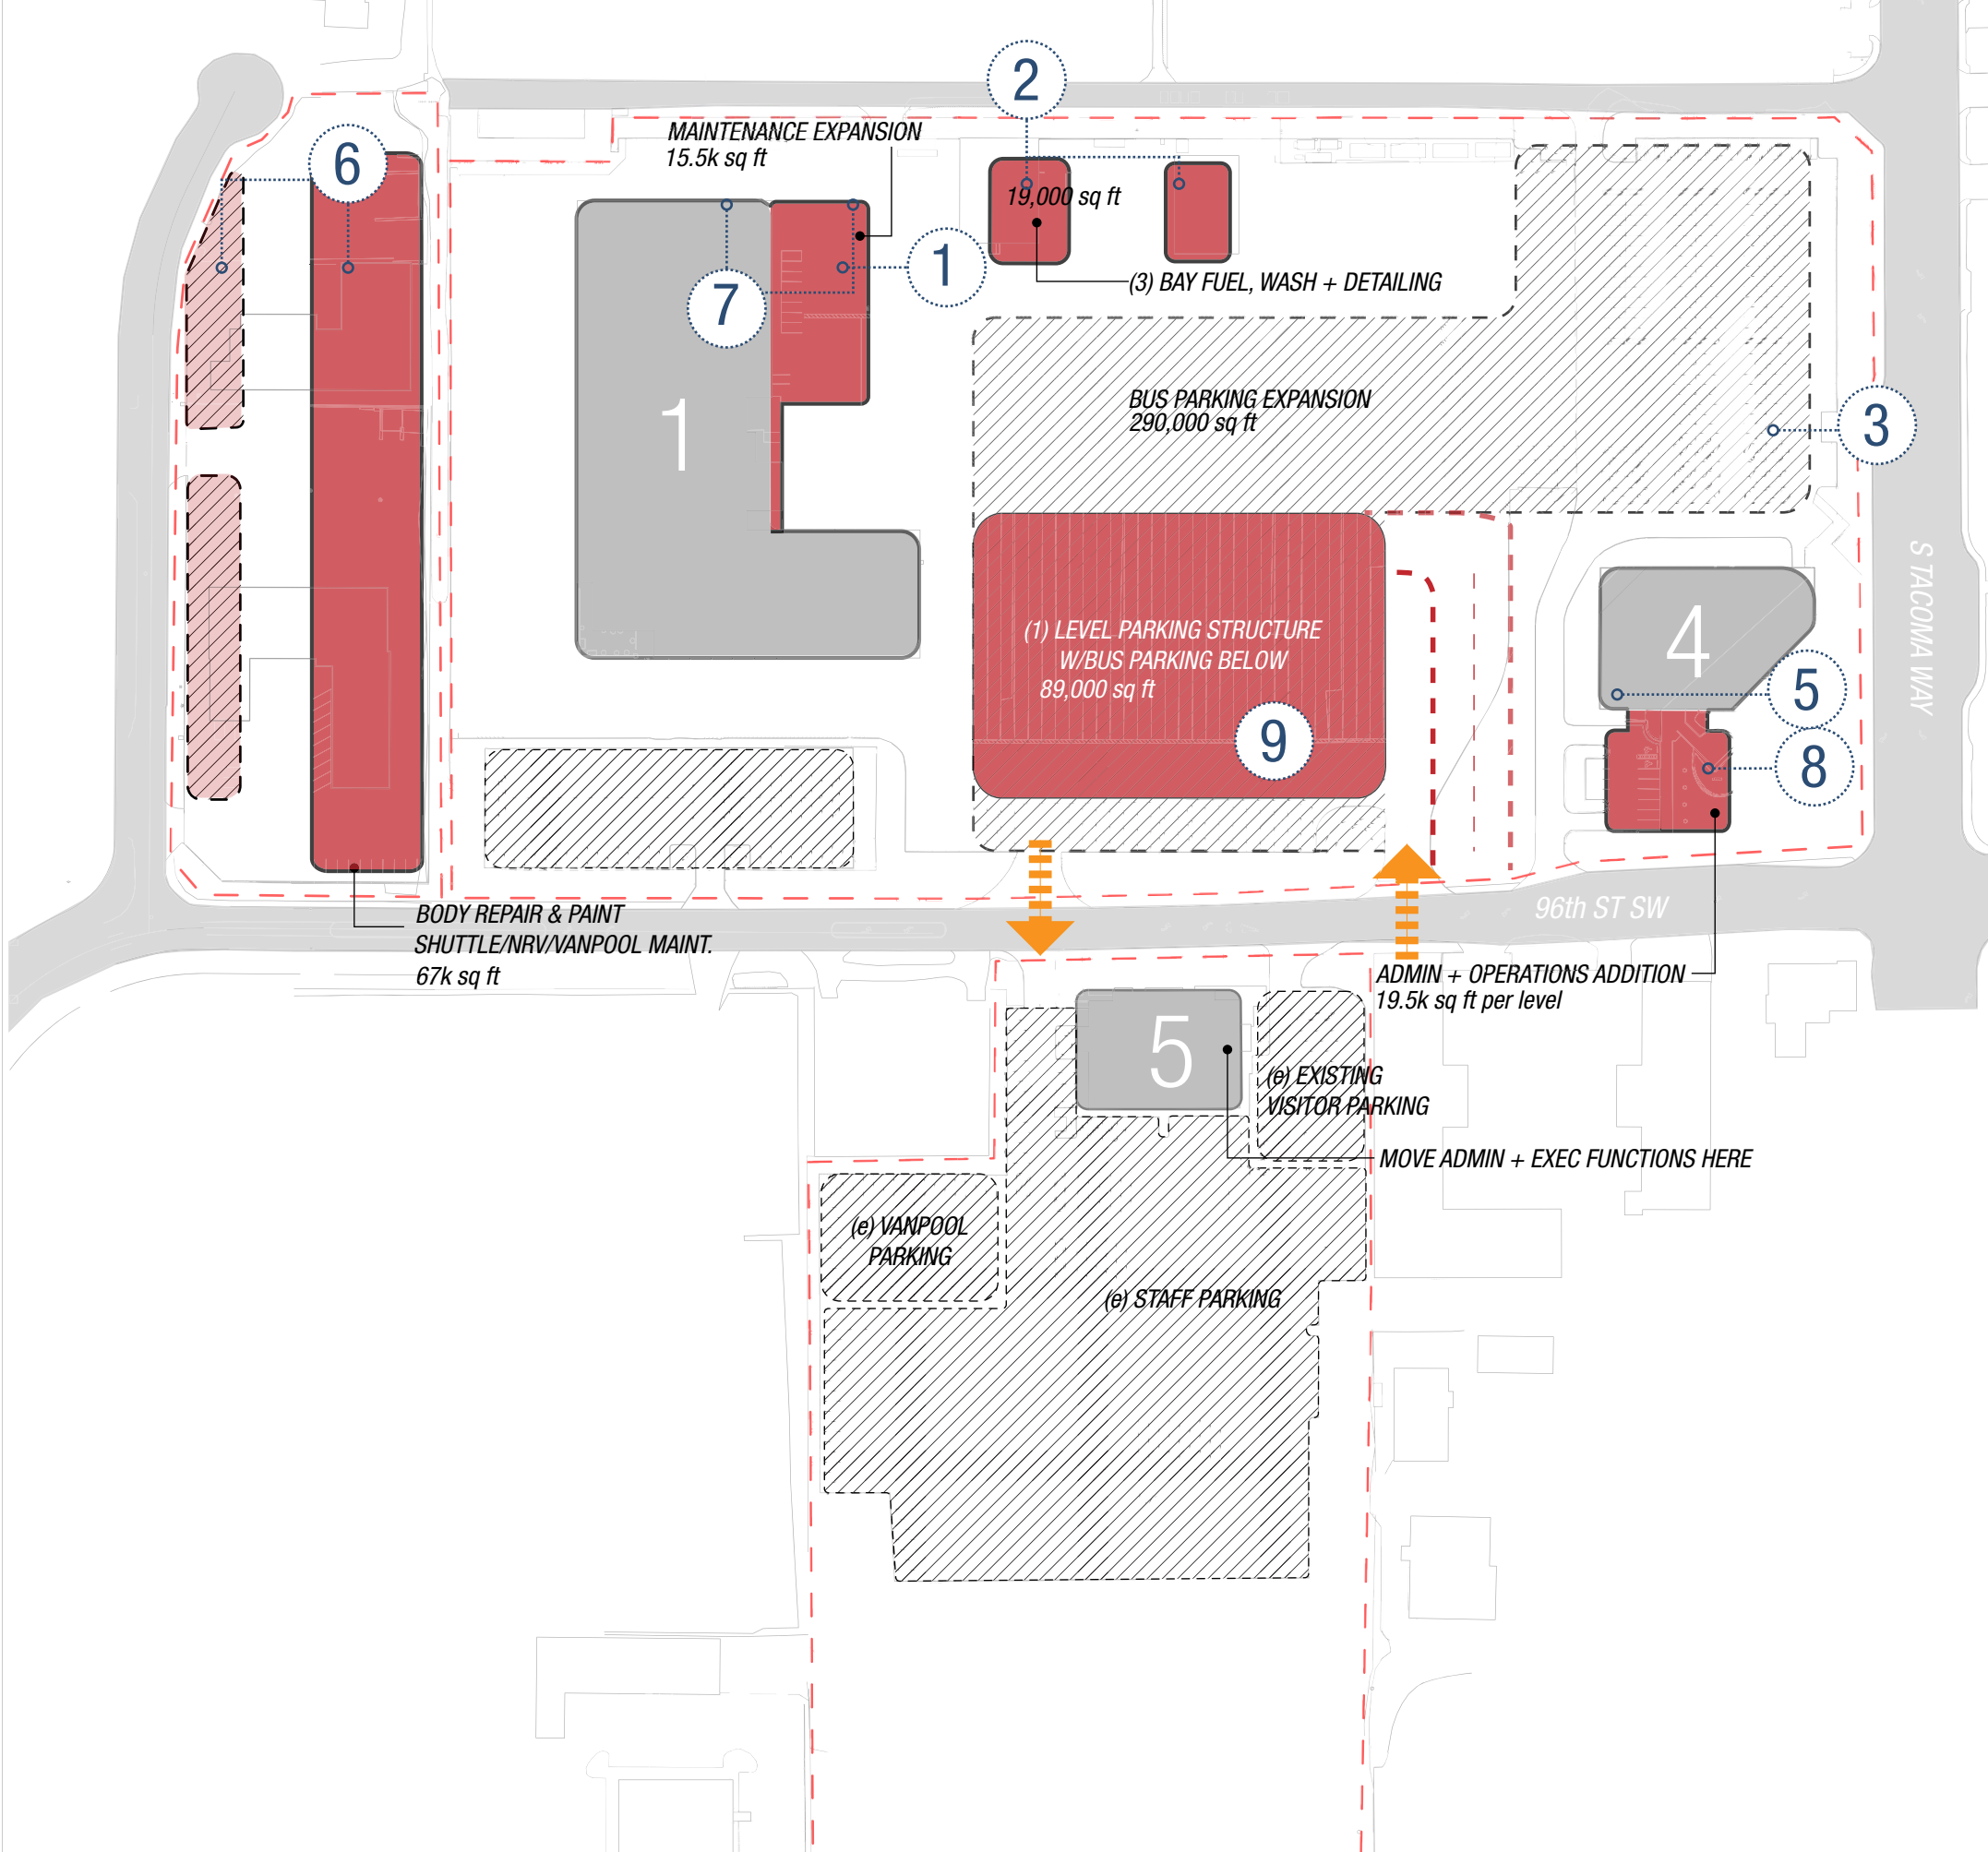 2
MAINTENANCE EXPANSION
15.5k sq ft
6
19,000 sq ft
1
7
(3) BAY FUEL, WASH + DETAILING
1
BUS PARKING EXPANSION
290,000 sq ft
3
S TACOMA WAY
(1) LEVEL PARKING STRUCTURE
W/BUS PARKING BELOW
89,000 sq ft
4
5
9
8
96th ST SW
BODY REPAIR & PAINT
SHUTTLE/NRV/VANPOOL MAINT.
67k sq ft
ADMIN + OPERATIONS ADDITION
19.5k sq ft per level
5
(e) EXISTING
VISITOR PARKING
MOVE ADMIN + EXEC FUNCTIONS HERE
(e) VANPOOL
PARKING
(e) STAFF PARKING